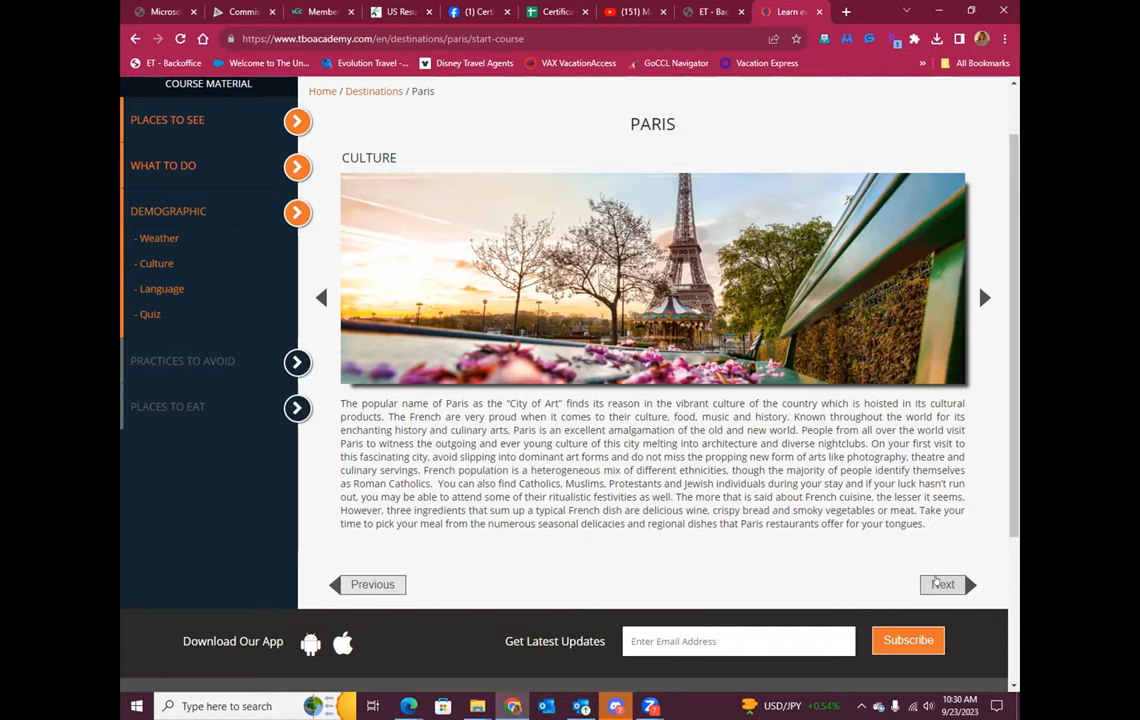 Microso
Commis
Member
US Resu
(1) Certi
Certifica
(151) M
ET - Bac
Learn ev
https://www.tboacademy.com/en/destinations/paris/start-course
1
ET - Backoffice
Welcome to The Un...
Evolution Travel -...
Disney Travel Agents
VAX VacationAccess
GoCCL Navigator
Vacation Express
»
All Bookmarks
COURSE MATERIAL
PLACES TO SEE
WHAT TO DO
DEMOGRAPHIC
- Weather
- Culture
- Language
- Quiz
PRACTICES TO AVOID
PLACES TO EAT
Home / Destinations / Paris
PARIS
CULTURE
The popular name of Paris as the “City of Art” finds its reason in the vibrant culture of the country which is hoisted in its cultural
products. The French are very proud when it comes to their culture, food, music and history. Known throughout the world for its
enchanting history and culinary arts, Paris is an excellent amalgamation of the old and new world. People from all over the world visit
Paris to witness the outgoing and ever young culture of this city melting into architecture and diverse nightclubs. On your first visit to
this fascinating city, avoid slipping into dominant art forms and do not miss the propping new form of arts like photography, theatre and
culinary servings. French population is a heterogeneous mix of different ethnicities, though the majority of people identify themselves
as Roman Catholics. You can also find Catholics, Muslims, Protestants and Jewish individuals during your stay and if your luck hasn’t run
out, you may be able to attend some of their ritualistic festivities as well. The more that is said about French cuisine, the lesser it seems.
However, three ingredients that sum up a typical French dish are delicious wine, crispy bread and smoky vegetables or meat. Take your
time to pick your meal from the numerous seasonal delicacies and regional dishes that Paris restaurants offer for your tongues.
Previous
Next
Download Our App
Get Latest Updates
Enter Email Address
Subscribe
Type here to search
USD/JPY +0.54%
10:30 AM
9/23/2023